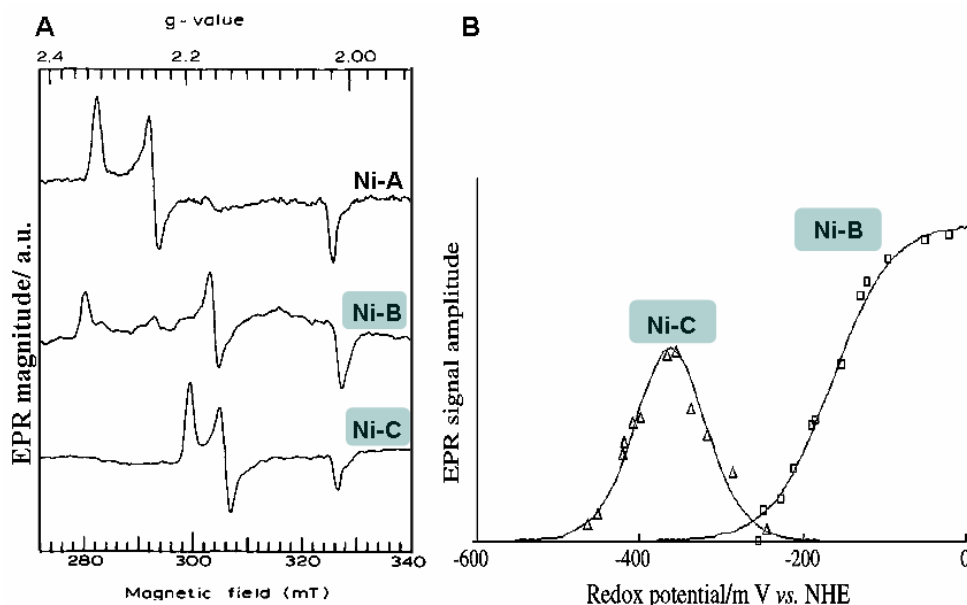 A
g-value
2.4
2.2
2.00
EPR magnitude/ a.u.
Ni-A
Ni-B
Ni-C
280
300
320
340
Magnetic field (mT)
B
EPR signal amplitude
Ni-B
Ni-C
-600
-400
-200
0
Redox potential/m V vs. NHE